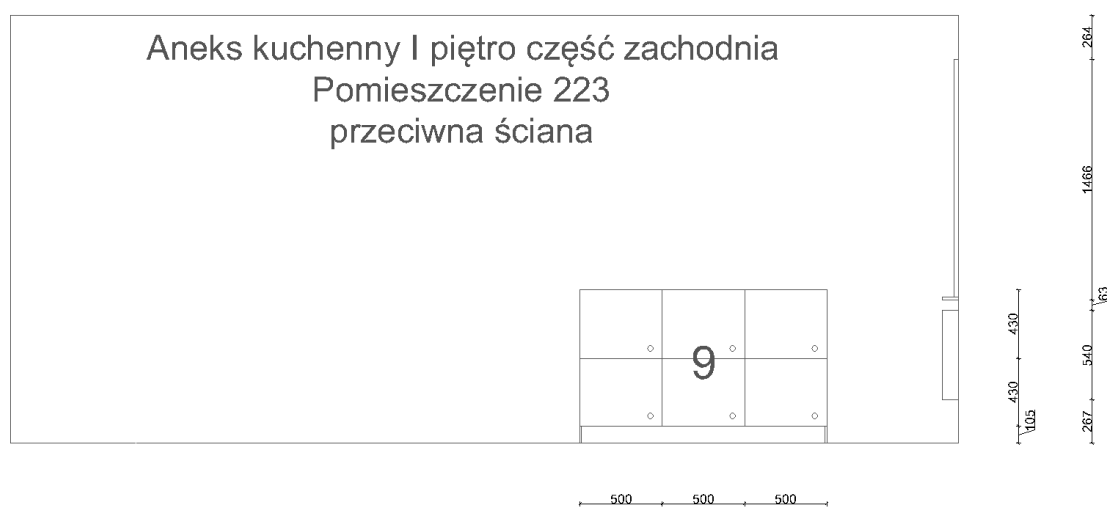 Aneks kuchenny I piętro część zachodnia
Pomieszczenie 223
przeciwna ściana
264
1466
63
540
267
430
430
105
9
500 500 500